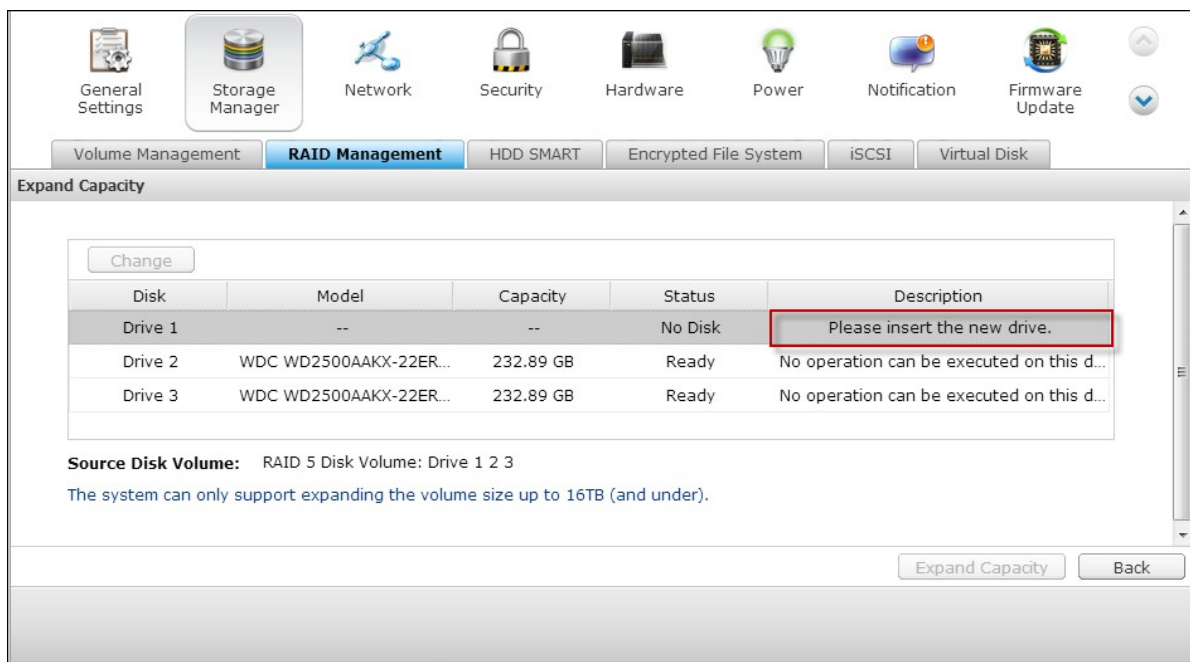 General Settings
Storage Manager
Network
Security
Hardware
Power
Notification
Firmware Update
Volume Management
RAID Management
HDD SMART
Encrypted File System
iSCSI
Virtual Disk
Expand Capacity
Change
Disk Model Capacity Status Description
Drive 1 -- -- No Disk Please insert the new drive.
Drive 2 WDC WD2500AAKX-22ER... 232.89 GB Ready No operation can be executed on this d...
Drive 3 WDC WD2500AAKX-22ER... 232.89 GB Ready No operation can be executed on this d...
Source Disk Volume: RAID 5 Disk Volume: Drive 1 2 3
The system can only support expanding the volume size up to 16TB (and under).
Expand Capacity
Back